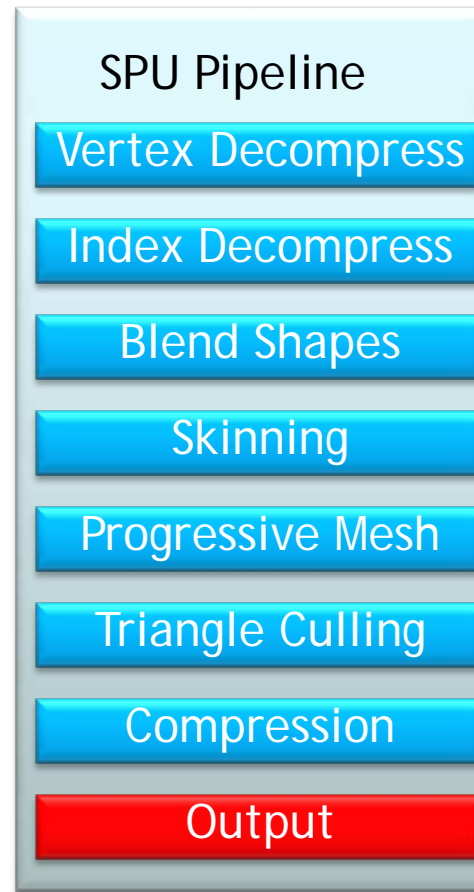 SPU Pipeline
Vertex Decompress
Index Decompress
Blend Shapes
Skinning
Progressive Mesh
Triangle Culling
Compression
Output